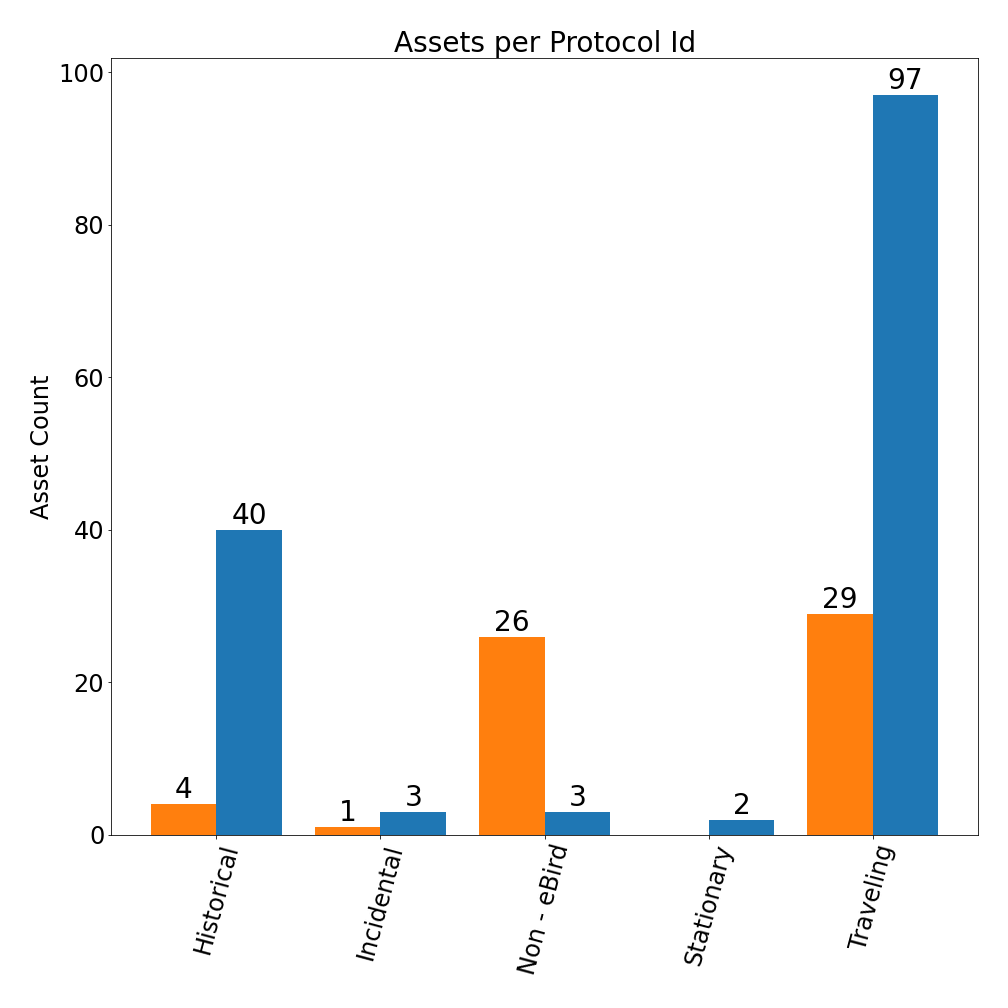 Assets per Protocol Id
Asset Count
100
80
60
40
20
0
4
40
1
3
26
3
2
29
97
Historical
Incidental
Non - eBird
Stationary
Traveling